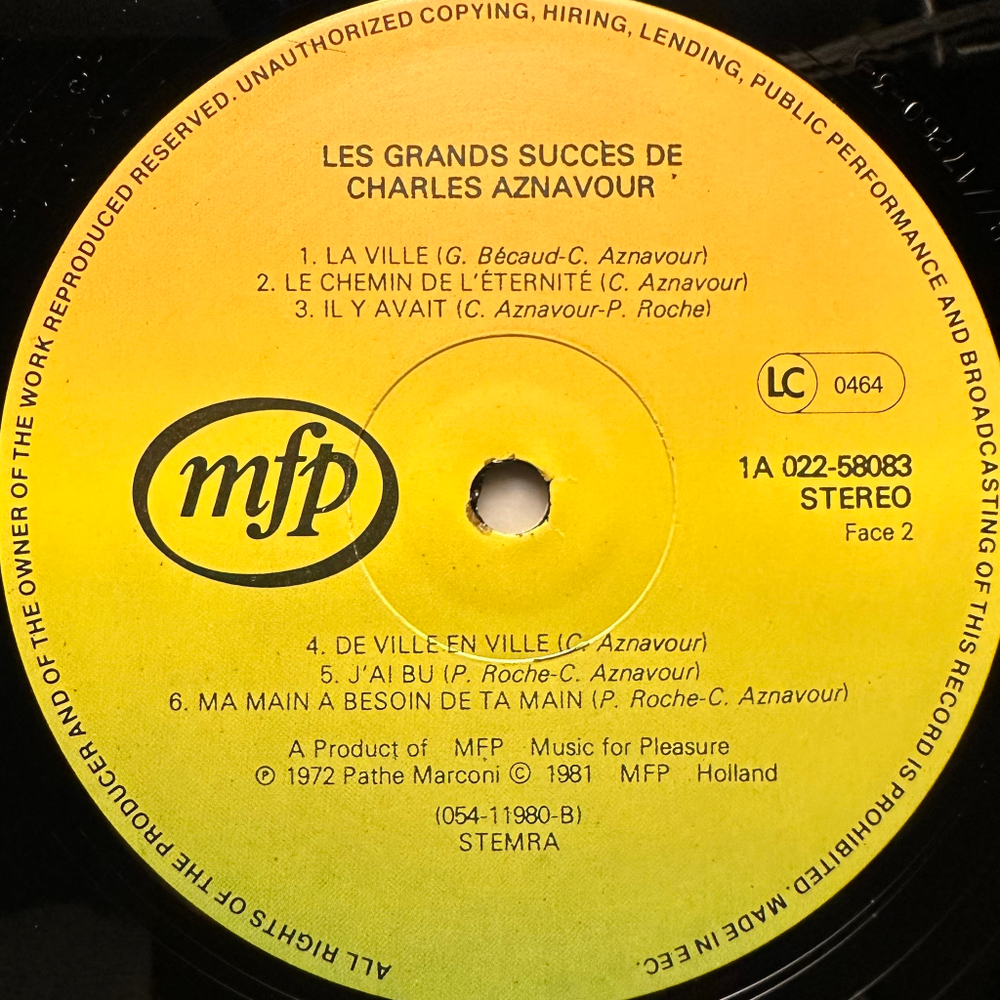 ALL RIGHTS OF THE PRODUCER AND OF THE OWNER OF THE WORK REPRODUCED RESERVED. UNAUTHORIZED COPYING, HIRING, LENDING, PUBLIC PERFORMANCE AND BROADCASTING OF THIS RECORD IS PROHIBITED. MADE IN EEC.
LES GRANDS SUCCÈS DE
CHARLES AZNAVOUR
1. LA VILLE (G. Bécaud-C. Aznavour)
2. LE CHEMIN DE L'ÉTERNITÉ (C. Aznavour)
3. IL Y AVAIT (C. Aznavour-P. Roche)
LC 0464
mfp
1A 022-58083
STEREO
Face 2
4. DE VILLE EN VILLE (C. Aznavour)
5. J'AI BU (P. Roche-C. Aznavour)
6. MA MAIN A BESOIN DE TA MAIN (P. Roche-C. Aznavour)
A Product of MFP Music for Pleasure
℗ 1972 Pathe Marconi © 1981 MFP Holland
(054-11980-B)
STEMRA